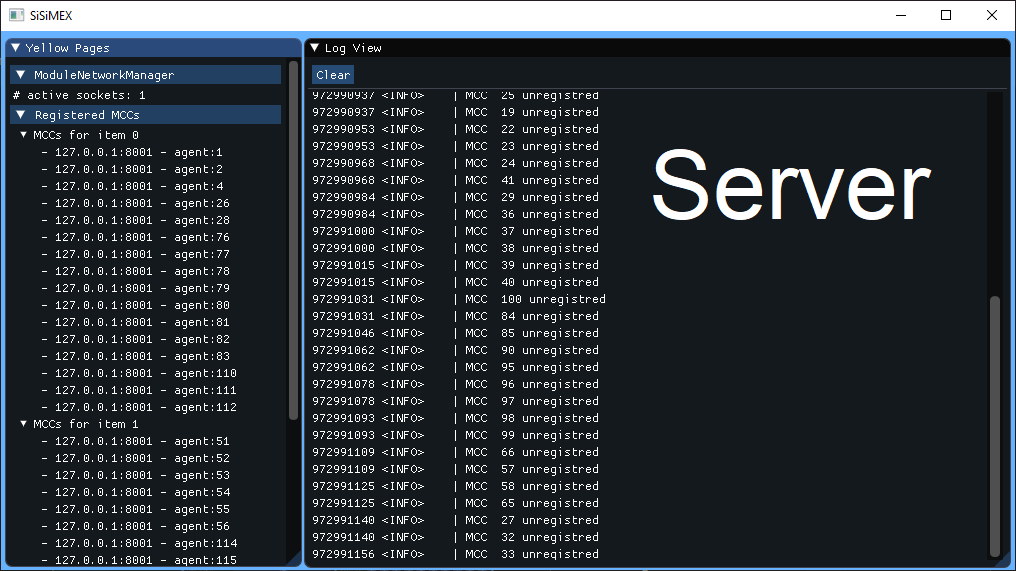 SiSiMEX
Yellow Pages
ModuleNetworkManager
# active sockets: 1
Registered MCCs
MCCs for item 0
- 127.0.0.1:8001 - agent:1
- 127.0.0.1:8001 - agent:2
- 127.0.0.1:8001 - agent:4
- 127.0.0.1:8001 - agent:26
- 127.0.0.1:8001 - agent:28
- 127.0.0.1:8001 - agent:76
- 127.0.0.1:8001 - agent:77
- 127.0.0.1:8001 - agent:78
- 127.0.0.1:8001 - agent:79
- 127.0.0.1:8001 - agent:80
- 127.0.0.1:8001 - agent:81
- 127.0.0.1:8001 - agent:82
- 127.0.0.1:8001 - agent:83
- 127.0.0.1:8001 - agent:110
- 127.0.0.1:8001 - agent:111
- 127.0.0.1:8001 - agent:112
MCCs for item 1
- 127.0.0.1:8001 - agent:51
- 127.0.0.1:8001 - agent:52
- 127.0.0.1:8001 - agent:53
- 127.0.0.1:8001 - agent:54
- 127.0.0.1:8001 - agent:55
- 127.0.0.1:8001 - agent:56
- 127.0.0.1:8001 - agent:114
- 127.0.0.1:8001 - agent:115
Log View
Clear
972990937 <INFO> | MCC 25 unregistred
972990937 <INFO> | MCC 19 unregistred
972990953 <INFO> | MCC 22 unregistred
972990953 <INFO> | MCC 23 unregistred
972990968 <INFO> | MCC 24 unregistred
972990968 <INFO> | MCC 41 unregistred
972990984 <INFO> | MCC 29 unregistred
972990984 <INFO> | MCC 36 unregistred
972991000 <INFO> | MCC 37 unregistred
972991000 <INFO> | MCC 38 unregistred
972991015 <INFO> | MCC 39 unregistred
972991015 <INFO> | MCC 40 unregistred
972991031 <INFO> | MCC 100 unregistred
972991031 <INFO> | MCC 84 unregistred
972991046 <INFO> | MCC 85 unregistred
972991062 <INFO> | MCC 90 unregistred
972991062 <INFO> | MCC 95 unregistred
972991078 <INFO> | MCC 96 unregistred
972991078 <INFO> | MCC 97 unregistred
972991093 <INFO> | MCC 98 unregistred
972991093 <INFO> | MCC 99 unregistred
972991109 <INFO> | MCC 66 unregistred
972991109 <INFO> | MCC 57 unregistred
972991125 <INFO> | MCC 58 unregistred
972991125 <INFO> | MCC 65 unregistred
972991140 <INFO> | MCC 27 unregistred
972991140 <INFO> | MCC 32 unregistred
972991156 <INFO> | MCC 33 unregistred
Server